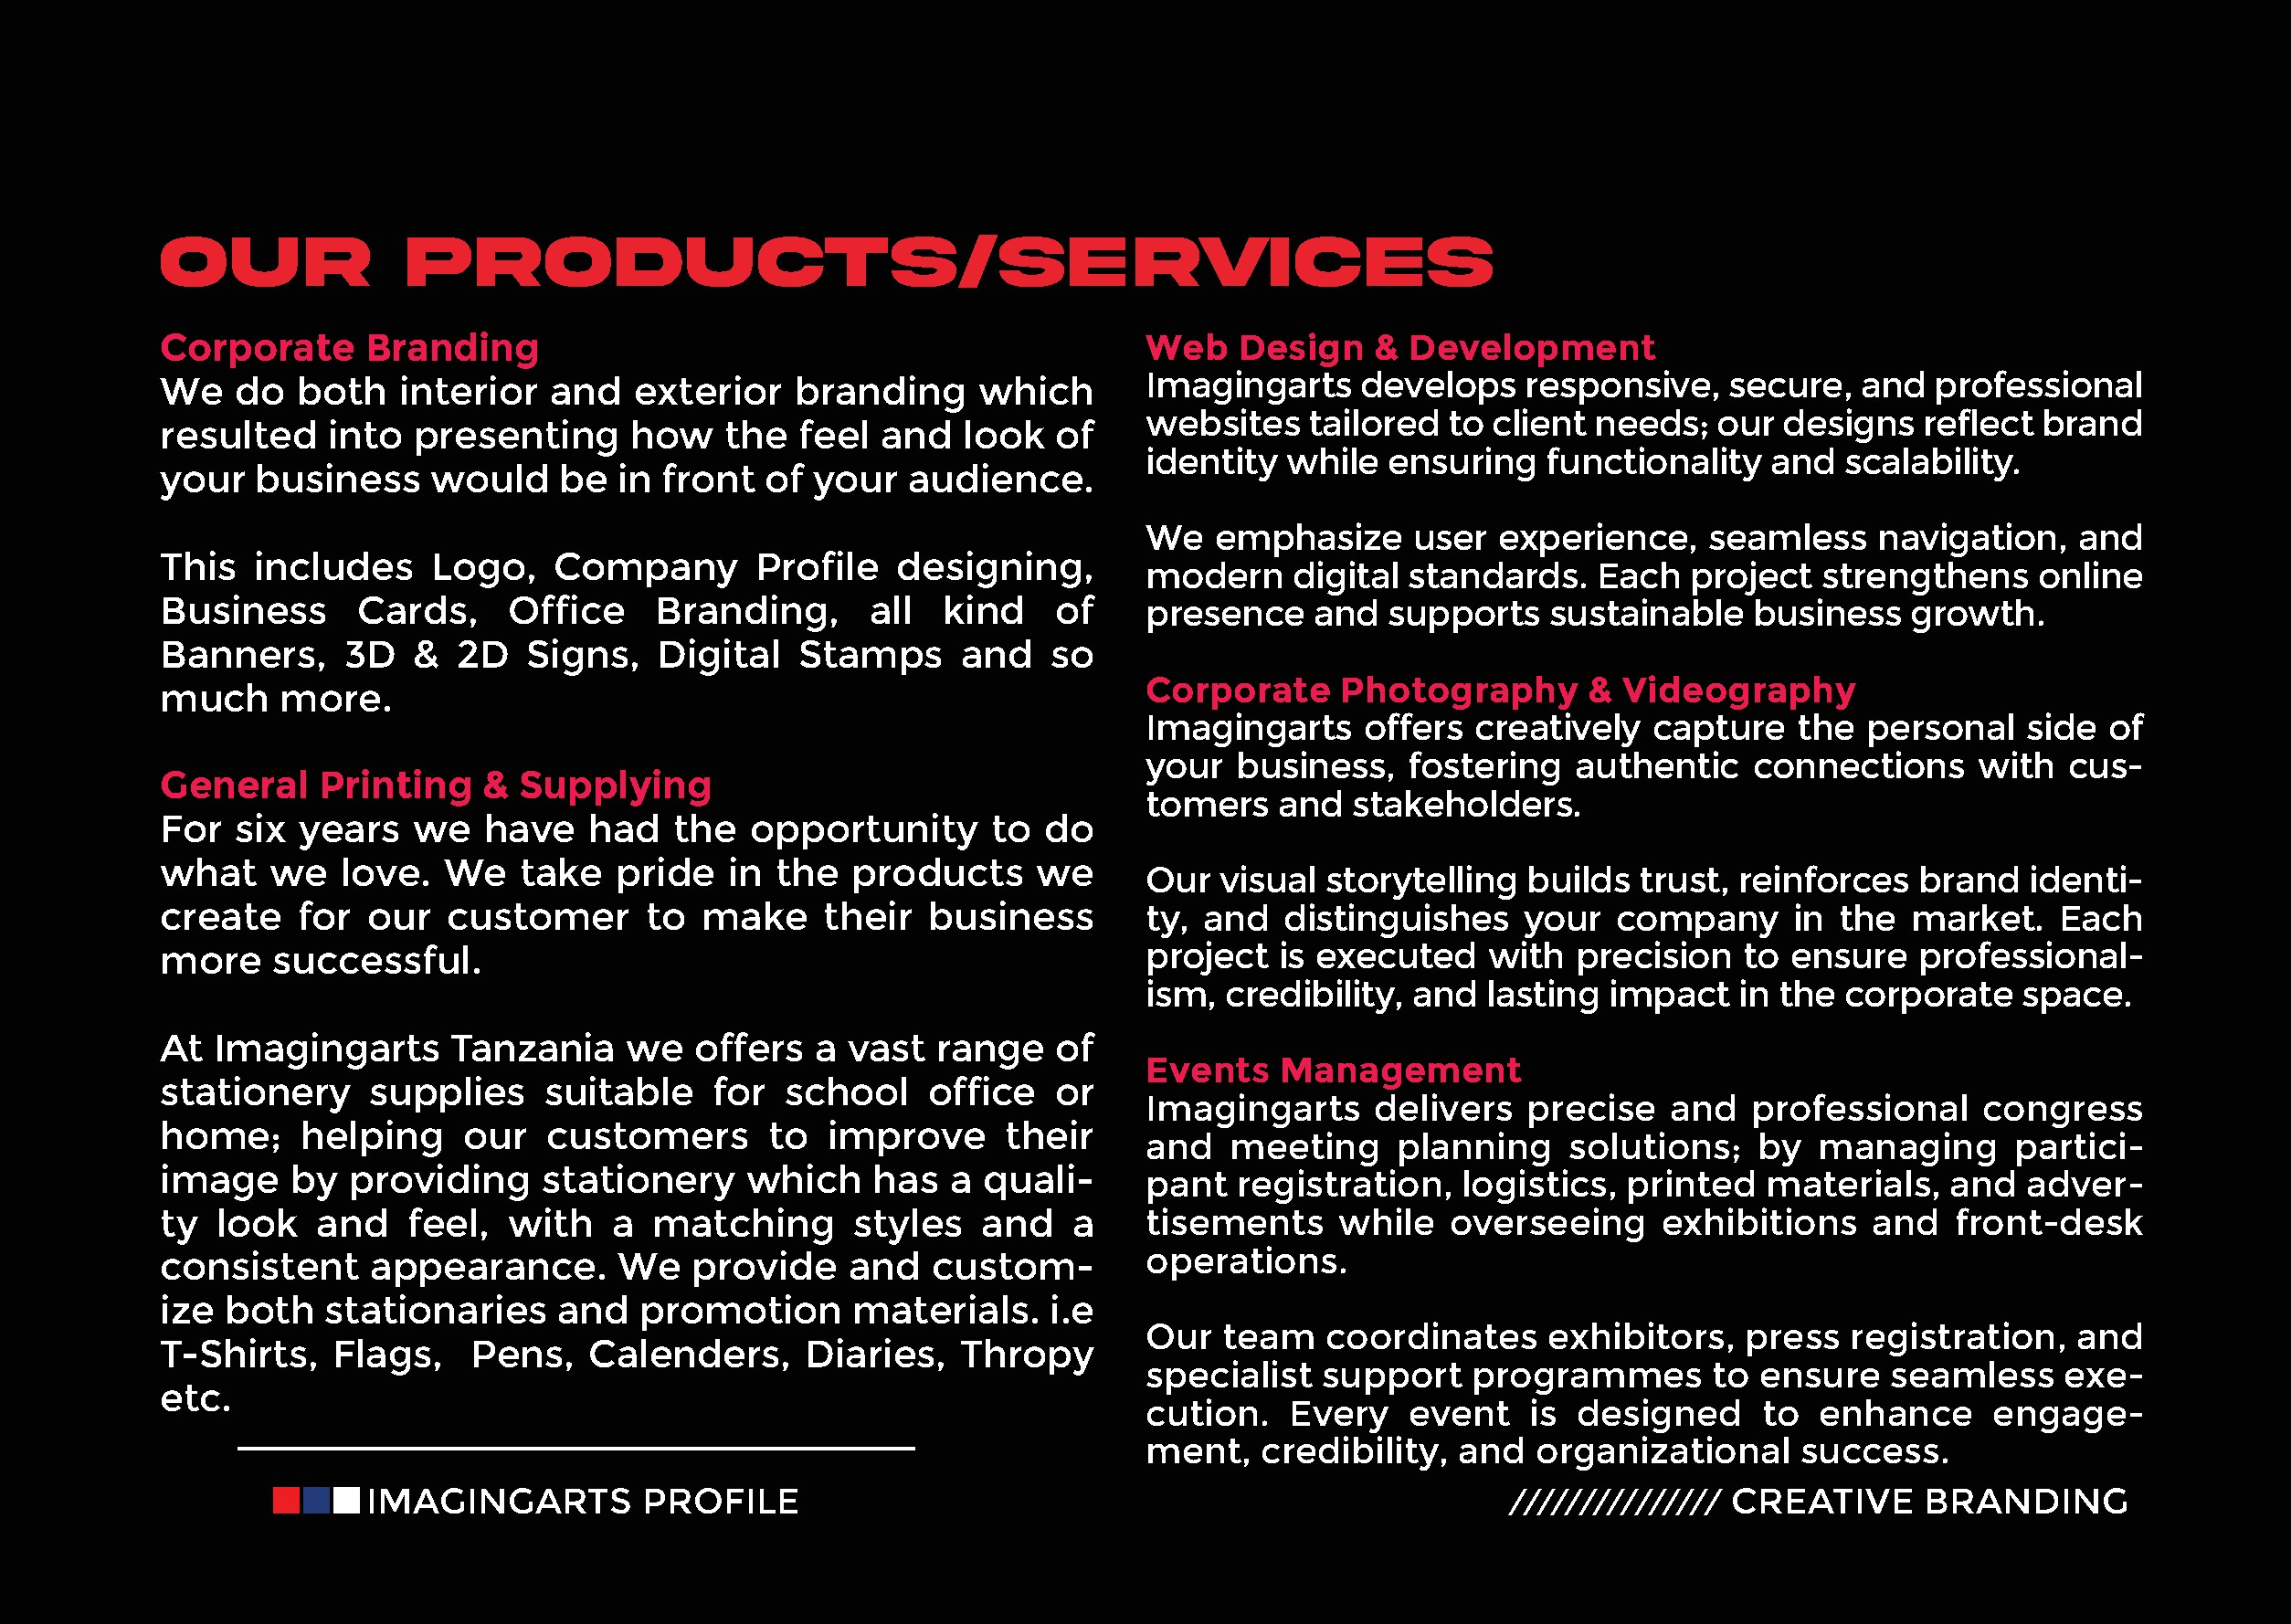 OUR PRODUCTS/SERVICES
Corporate Branding
We do both interior and exterior branding which
resulted into presenting how the feel and look of
your business would be in front of your audience.
This includes Logo, Company Profile designing,
Business Cards, Office Branding, all kind of
Banners, 3D & 2D Signs, Digital Stamps and so
much more.
General Printing & Supplying
For six years we have had the opportunity to do
what we love. We take pride in the products we
create for our customer to make their business
more successful.
At Imagingarts Tanzania we offers a vast range of
stationery supplies suitable for school office or
home; helping our customers to improve their
image by providing stationery which has a quali-
ty look and feel, with a matching styles and a
consistent appearance. We provide and custom-
ize both stationaries and promotion materials. i.e
T-Shirts, Flags, Pens, Calenders, Diaries, Thropy
etc.
Web Design & Development
Imagingarts develops responsive, secure, and professional
websites tailored to client needs; our designs reflect brand
identity while ensuring functionality and scalability.
We emphasize user experience, seamless navigation, and
modern digital standards. Each project strengthens online
presence and supports sustainable business growth.
Corporate Photography & Videography
Imagingarts offers creatively capture the personal side of
your business, fostering authentic connections with cus-
tomers and stakeholders.
Our visual storytelling builds trust, reinforces brand identi-
ty, and distinguishes your company in the market. Each
project is executed with precision to ensure professional-
ism, credibility, and lasting impact in the corporate space.
Events Management
Imagingarts delivers precise and professional congress
and meeting planning solutions; by managing partici-
pant registration, logistics, printed materials, and adver-
tisements while overseeing exhibitions and front-desk
operations.
Our team coordinates exhibitors, press registration, and
specialist support programmes to ensure seamless exe-
cution. Every event is designed to enhance engage-
ment, credibility, and organizational success.
IMAGINGARTS PROFILE
/////////////// CREATIVE BRANDING